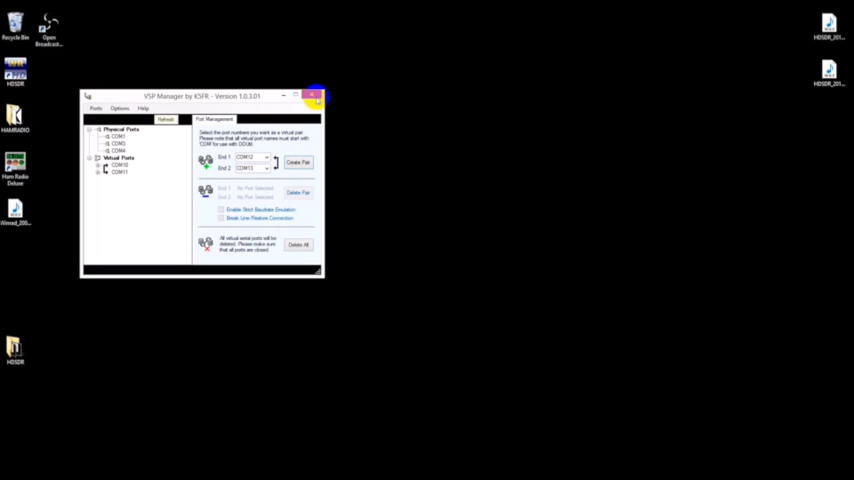 Recycle Bin
Open
Broadcast...
HDSDR
HAMRADIO
Ham Radio
Deluxe
Winrad_200...
HDSDR
HDSDR_201...
HDSDR_201...
VSP Manager by K5FR - Version 1.0.3.01
Ports Options Help
Refresh
Physical Ports
COM1
COM3
COM4
Virtual Ports
COM10
COM11
Port Management
Select the port numbers you want as a virtual pair.
Please note that all virtual port names must start with
'COM' for use with DDUtil.
End 1 COM12
End 2 COM13
Create Pair
End 1 No Port Selected
End 2 No Port Selected
Delete Pair
Enable Strict Baudrate Emulation
Break Line/Restore Connection
All virtual serial ports will be
deleted. Please make sure
that all ports are closed.
Delete All